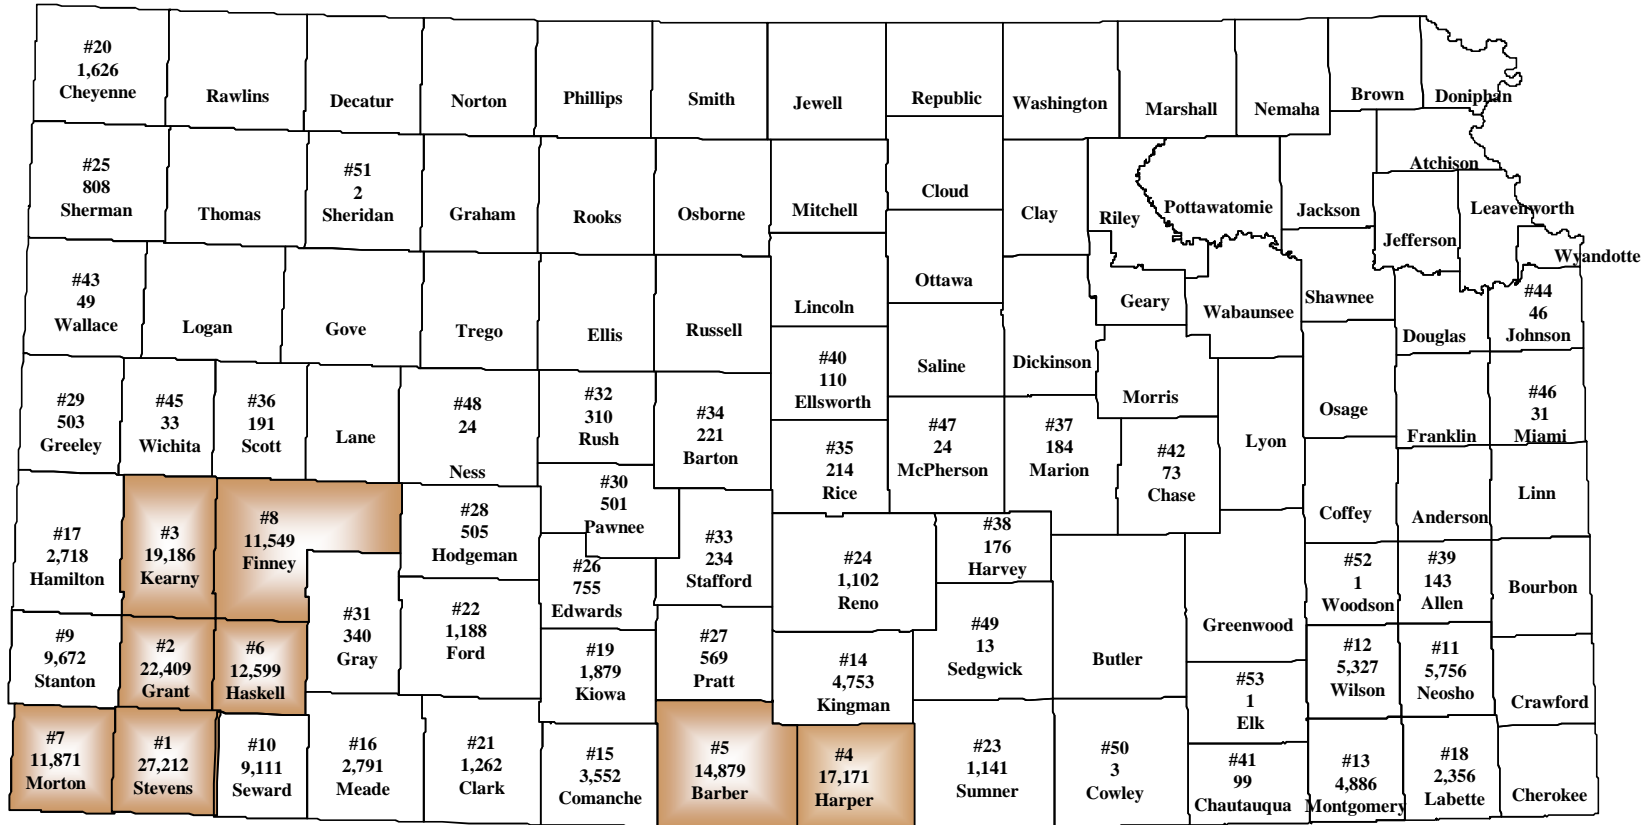 #20
1,626
Cheyenne
Rawlins
Decatur
Norton
Phillips
Smith
Jewell
Republic
Washington
Marshall
Nemaha
Brown
Doniphan
#25
808
Sherman
Thomas
#51
2
Sheridan
Graham
Rooks
Osborne
Mitchell
Cloud
Clay
Riley
Pottawatomie
Jackson
Atchison
Jefferson
Leavenworth
Wyandotte
#43
49
Wallace
Logan
Gove
Trego
Ellis
Russell
Lincoln
Ottawa
Geary
Wabaunsee
Shawnee
Douglas
#44
46
Johnson
#29
503
Greeley
#45
33
Wichita
#36
191
Scott
Lane
#48
24
Ness
#32
310
Rush
#34
221
Barton
#40
110
Ellsworth
Saline
Dickinson
Morris
Osage
Franklin
#46
31
Miami
#35
214
Rice
#47
24
McPherson
#37
184
Marion
#42
73
Chase
Lyon
Coffey
Anderson
Linn
#17
2,718
Hamilton
#3
19,186
Kearny
#8
11,549
Finney
#28
505
Hodgeman
#30
501
Pawnee
#26
755
Edwards
#33
234
Stafford
#24
1,102
Reno
#38
176
Harvey
#52
1
Woodson
#39
143
Allen
Bourbon
#9
9,672
Stanton
#2
22,409
Grant
#6
12,599
Haskell
#31
340
Gray
#22
1,188
Ford
#19
1,879
Kiowa
#27
569
Pratt
#14
4,753
Kingman
#49
13
Sedgwick
Butler
Greenwood
#53
1
Elk
#12
5,327
Wilson
#11
5,756
Neosho
Crawford
#7
11,871
Morton
#1
27,212
Stevens
#10
9,111
Seward
#16
2,791
Meade
#21
1,262
Clark
#15
3,552
Comanche
#5
14,879
Barber
#4
17,171
Harper
#23
1,141
Sumner
#50
3
Cowley
#41
99
Chautauqua
#13
4,886
Montgomery
#18
2,356
Labette
Cherokee